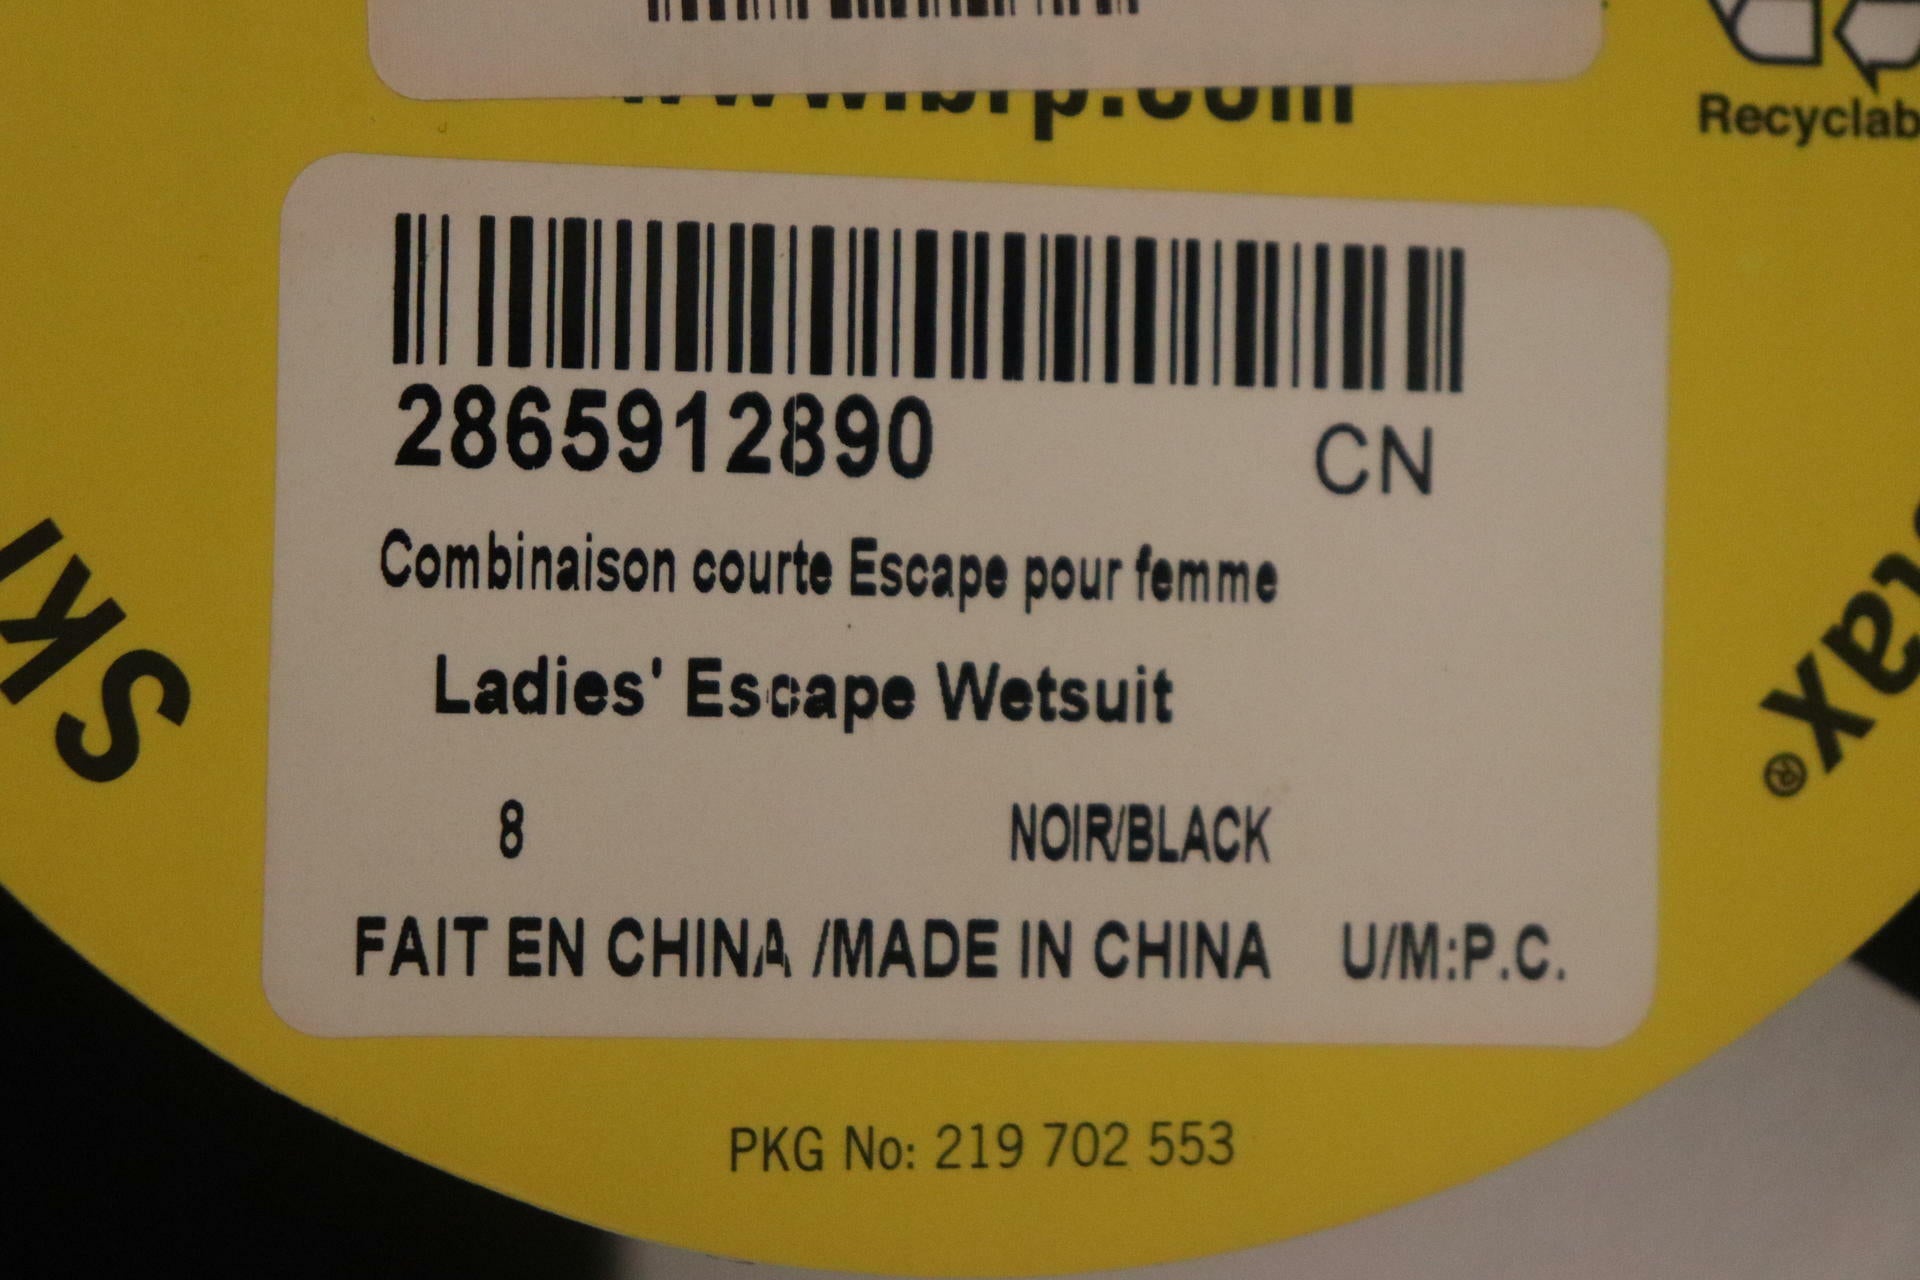 www.brp.com
Recyclab
2865912890 CN
Combinaison courte Escape pour femme
Ladies' Escape Wetsuit
8 NOIR/BLACK
FAIT EN CHINA /MADE IN CHINA U/M:P.C.
PKG No: 219 702 553
SKI
tax®